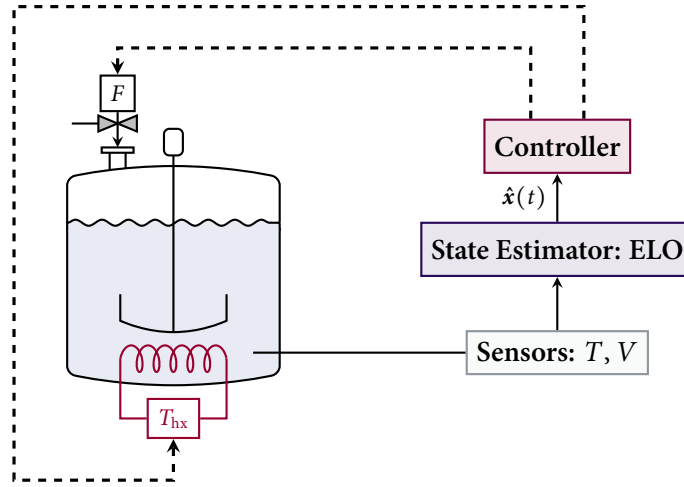 F
Controller
x̂(t)
State Estimator: ELO
Sensors: T, V
T_hx